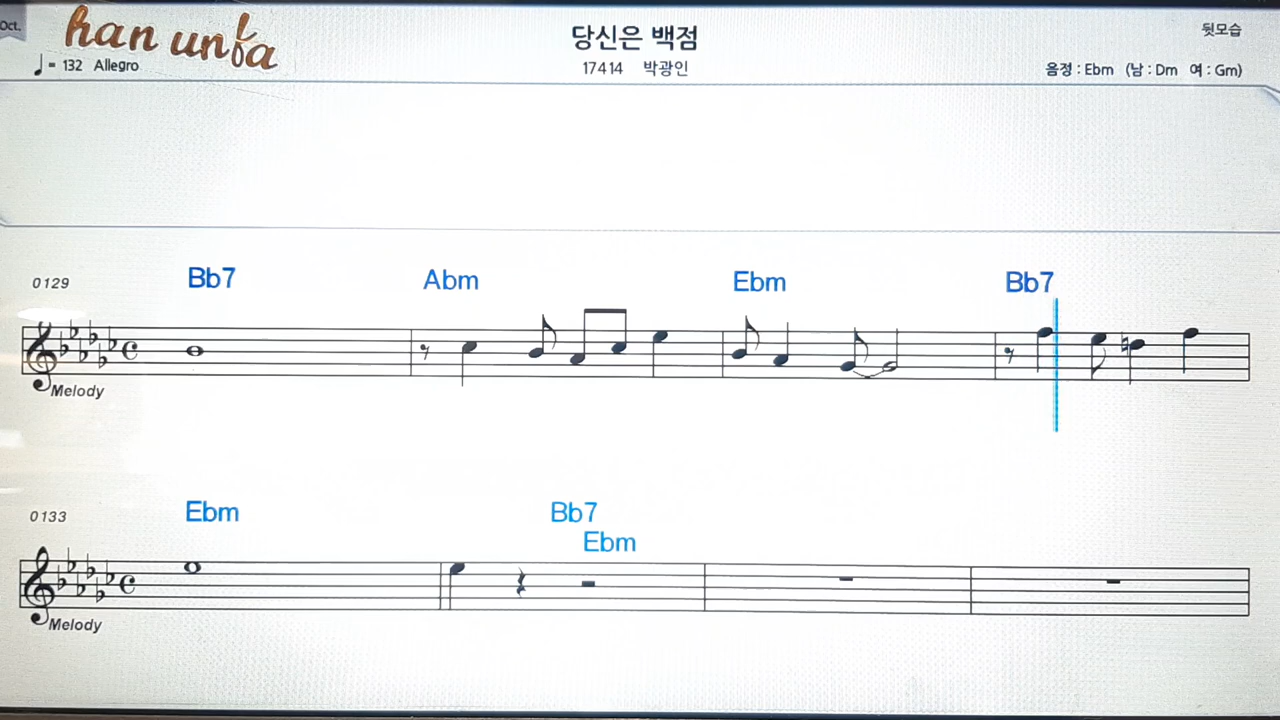 Oct.
han unfa
당신은 백점
뒷모습
♩= 132 Allegro
17414 박광인
음정 : Ebm (남 : Dm 여 : Gm)
0129 Bb7 Abm Ebm Bb7
Melody
0133 Ebm Bb7
Ebm
Melody